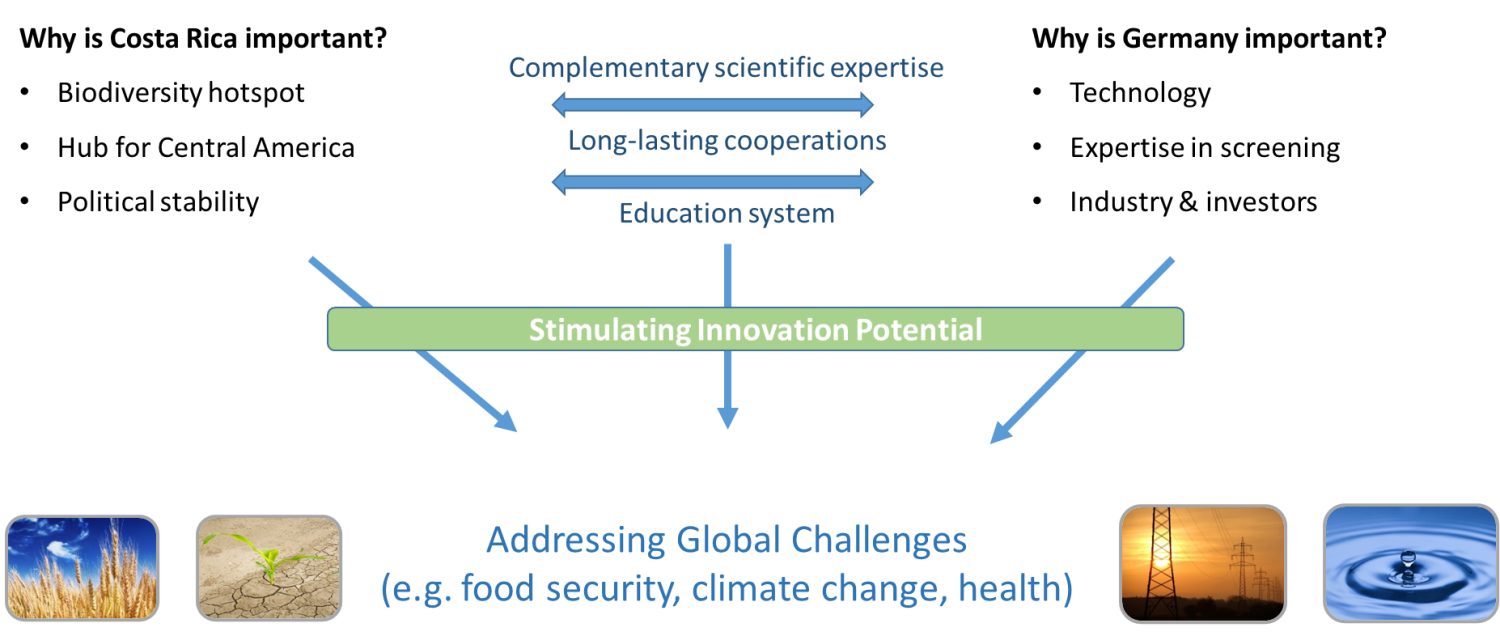 Why is Costa Rica important?
• Biodiversity hotspot
• Hub for Central America
• Political stability
Complementary scientific expertise
Long-lasting cooperations
Education system
Why is Germany important?
• Technology
• Expertise in screening
• Industry & investors
Stimulating Innovation Potential
Addressing Global Challenges
(e.g. food security, climate change, health)